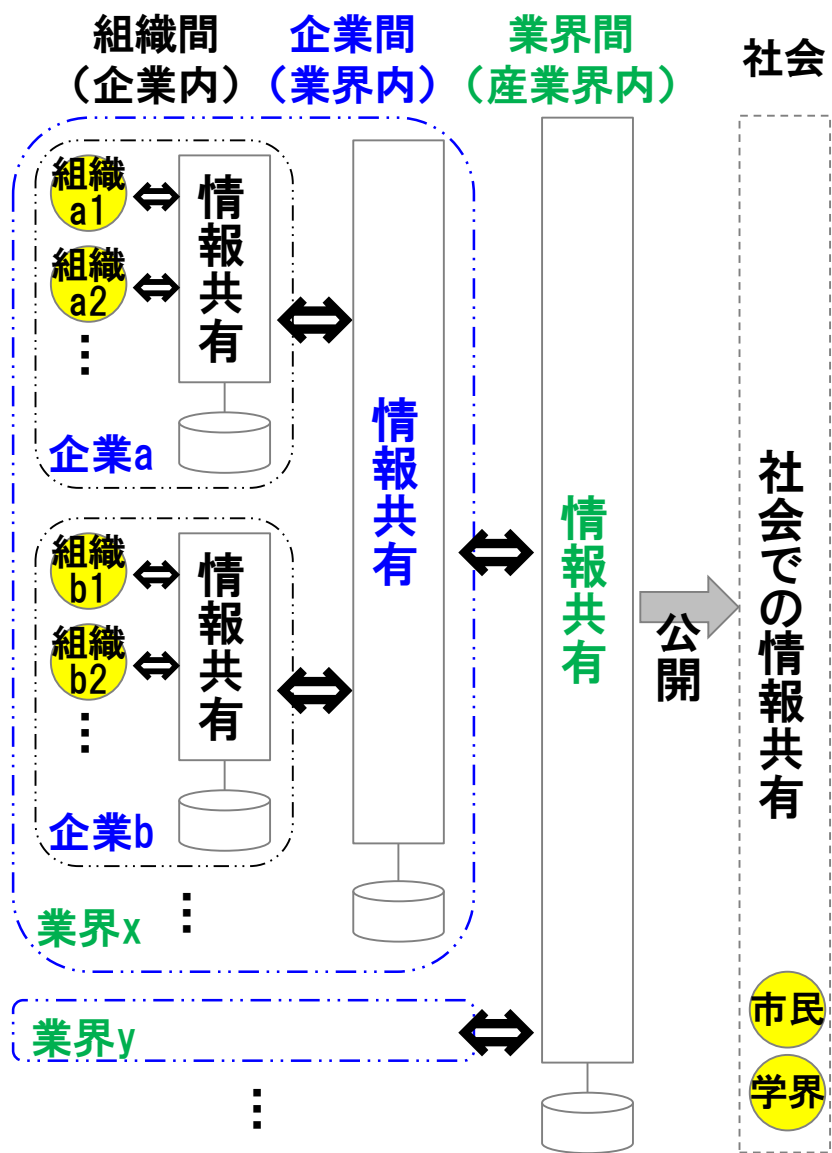 組織間
（企業内）
企業間
（業界内）
業界間
（産業界内）
社会
組織
a1
組織
a2
⋮
情報共有
企業a
組織
b1
組織
b2
⋮
情報共有
企業b
⋮
業界x
情報共有
業界y
⋮
情報共有
公開
社会での情報共有
市民
学界